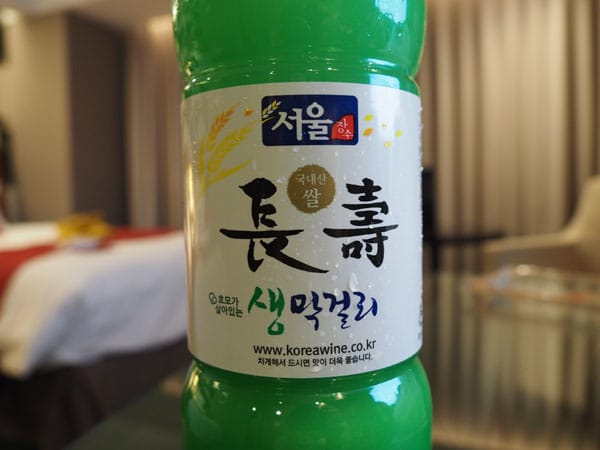 서울
장수
국내산
쌀
長壽
효모가
살아있는
생막걸리
www.koreawine.co.kr
차게해서 드시면 맛이 더욱 좋습니다.